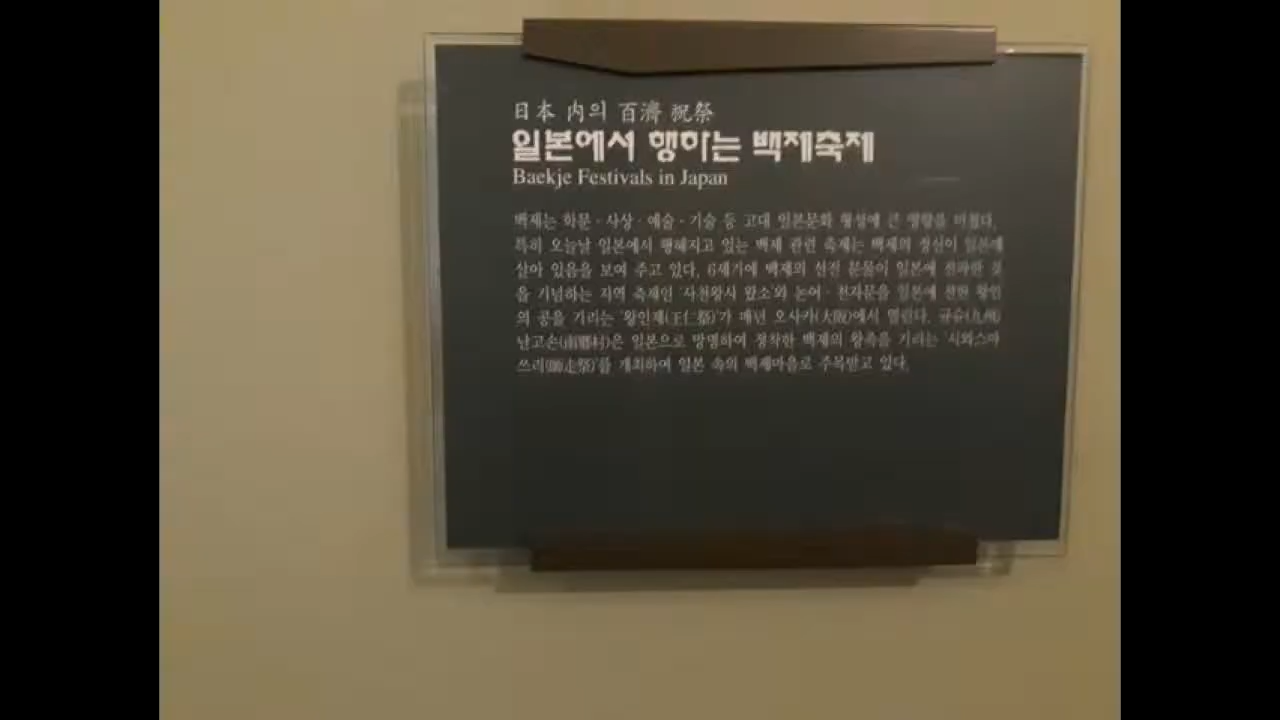 日本 內의 百濟 祝祭
일본에서 행하는 백제축제
Baekje Festivals in Japan
백제는 학문 · 사상 · 예술 · 기술 등 고대 일본문화 형성에 큰 영향을 미쳤다.
특히 오늘날 일본에서 행해지고 있는 백제 관련 축제는 백제의 정신이 일본에
살아 있음을 보여 주고 있다. 6세기에 백제의 선진 문물이 일본에 전파한 것
을 기념하는 지역 축제인 '사천왕사 왔소'와 논어 · 천자문을 일본에 전한 왕인
의 공을 기리는 '왕인제(王仁祭)'가 매년 오사카(大阪)에서 열린다. 규슈(九州)
난고손(南鄕村)은 일본으로 망명하여 정착한 백제의 왕족을 기리는 '시와스마
쓰리(師走祭)'를 개최하여 일본 속의 백제마을로 주목받고 있다.